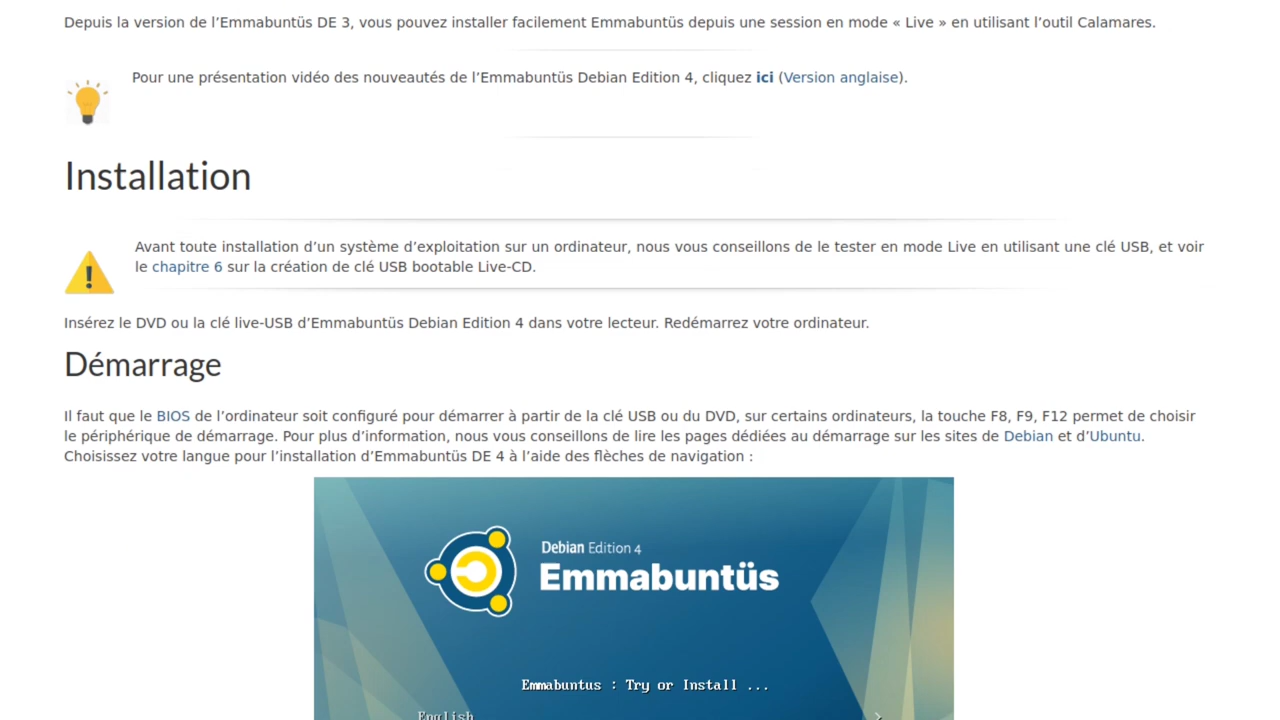 Depuis la version de l’Emmabuntüs DE 3, vous pouvez installer facilement Emmabuntüs depuis une session en mode « Live » en utilisant l’outil Calamares.
Pour une présentation vidéo des nouveautés de l’Emmabuntüs Debian Edition 4, cliquez ici (Version anglaise).
Installation
Avant toute installation d’un système d’exploitation sur un ordinateur, nous vous conseillons de le tester en mode Live en utilisant une clé USB, et voir
le chapitre 6 sur la création de clé USB bootable Live-CD.
Insérez le DVD ou la clé live-USB d’Emmabuntüs Debian Edition 4 dans votre lecteur. Redémarrez votre ordinateur.
Démarrage
Il faut que le BIOS de l’ordinateur soit configuré pour démarrer à partir de la clé USB ou du DVD, sur certains ordinateurs, la touche F8, F9, F12 permet de choisir
le périphérique de démarrage. Pour plus d’information, nous vous conseillons de lire les pages dédiées au démarrage sur les sites de Debian et d’Ubuntu.
Choisissez votre langue pour l’installation d’Emmabuntüs DE 4 à l’aide des flèches de navigation :
Debian Edition 4
Emmabuntüs
Emmabuntus : Try or Install ...
English >